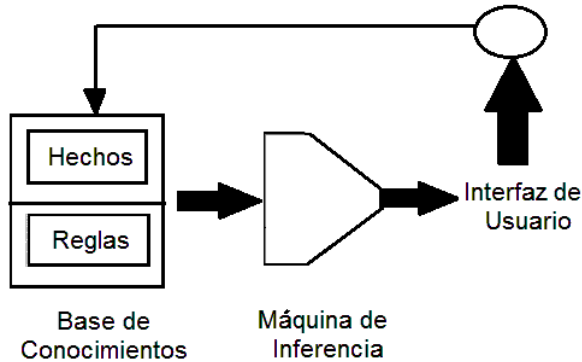 Hechos
Reglas
Interfaz de
Usuario
Base de
Conocimientos
Máquina de
Inferencia